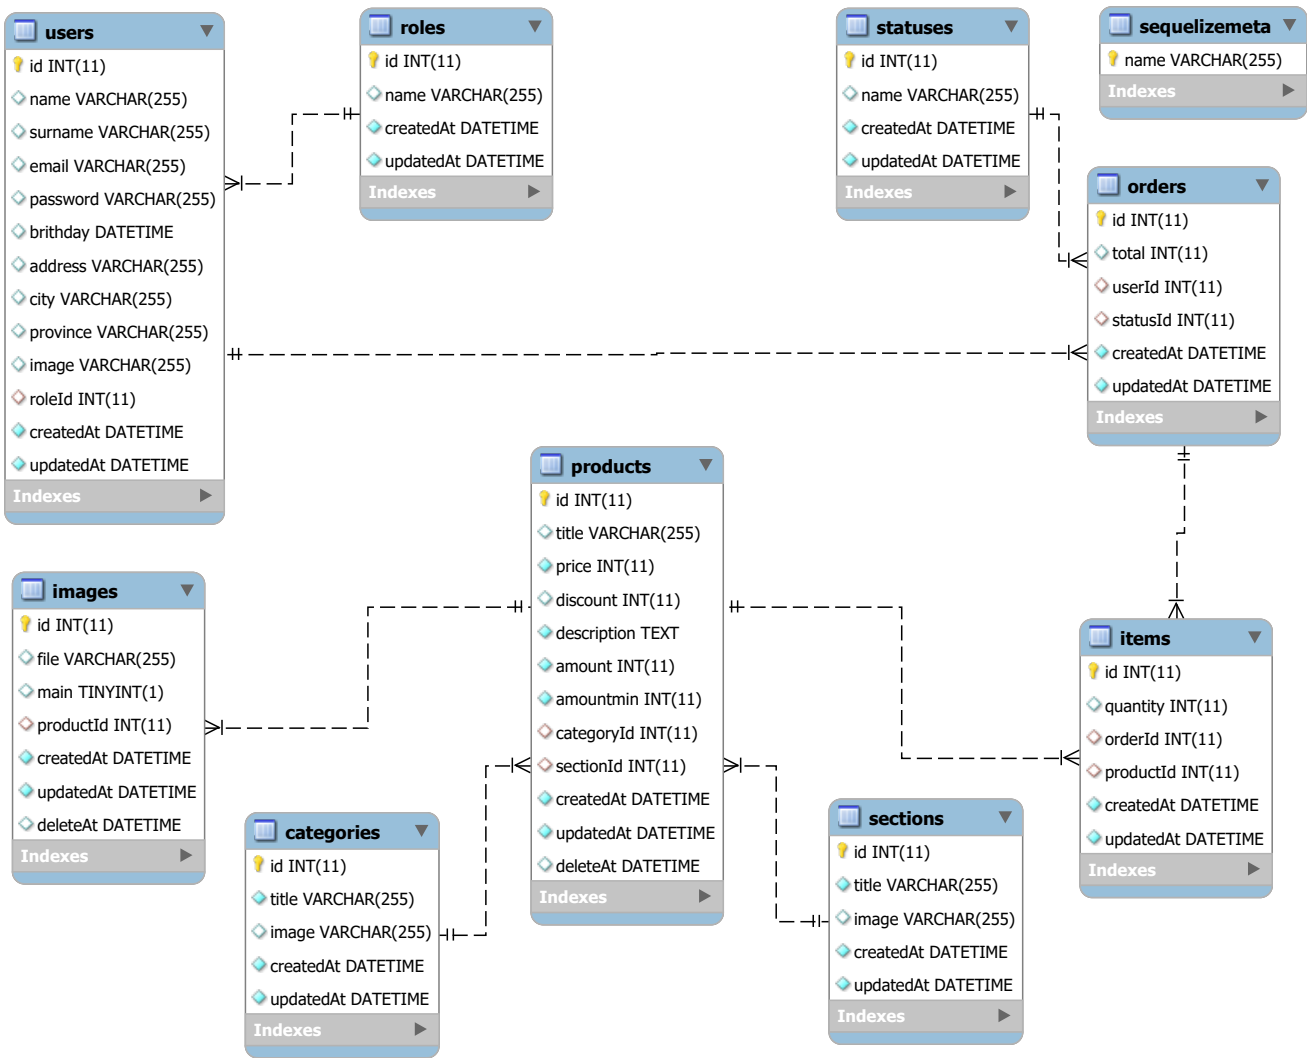 users
id INT(11)
name VARCHAR(255)
surname VARCHAR(255)
email VARCHAR(255)
password VARCHAR(255)
brithday DATETIME
address VARCHAR(255)
city VARCHAR(255)
province VARCHAR(255)
image VARCHAR(255)
roleId INT(11)
createdAt DATETIME
updatedAt DATETIME
Indexes
roles
id INT(11)
name VARCHAR(255)
createdAt DATETIME
updatedAt DATETIME
Indexes
statuses
id INT(11)
name VARCHAR(255)
createdAt DATETIME
updatedAt DATETIME
Indexes
sequelizemeta
name VARCHAR(255)
Indexes
orders
id INT(11)
total INT(11)
userId INT(11)
statusId INT(11)
createdAt DATETIME
updatedAt DATETIME
Indexes
products
id INT(11)
title VARCHAR(255)
price INT(11)
discount INT(11)
description TEXT
amount INT(11)
amountmin INT(11)
categoryId INT(11)
sectionId INT(11)
createdAt DATETIME
updatedAt DATETIME
deleteAt DATETIME
Indexes
images
id INT(11)
file VARCHAR(255)
main TINYINT(1)
productId INT(11)
createdAt DATETIME
updatedAt DATETIME
deleteAt DATETIME
Indexes
items
id INT(11)
quantity INT(11)
orderId INT(11)
productId INT(11)
createdAt DATETIME
updatedAt DATETIME
Indexes
categories
id INT(11)
title VARCHAR(255)
image VARCHAR(255)
createdAt DATETIME
updatedAt DATETIME
Indexes
sections
id INT(11)
title VARCHAR(255)
image VARCHAR(255)
createdAt DATETIME
updatedAt DATETIME
Indexes